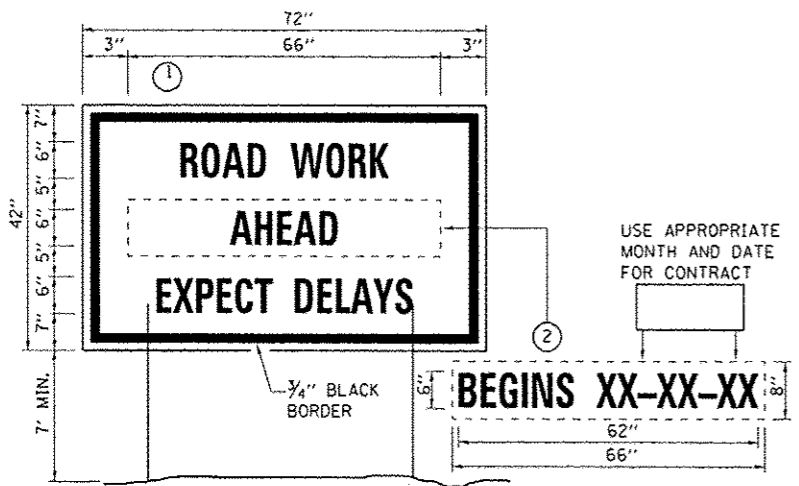 72"
3" 66" 3"
1
42"
7"
6"
5"
6"
5"
6"
7"
7' MIN.
ROAD WORK
AHEAD
EXPECT DELAYS
USE APPROPRIATE
MONTH AND DATE
FOR CONTRACT
2
¾" BLACK
BORDER
6"
BEGINS XX-XX-XX
8"
62"
66"